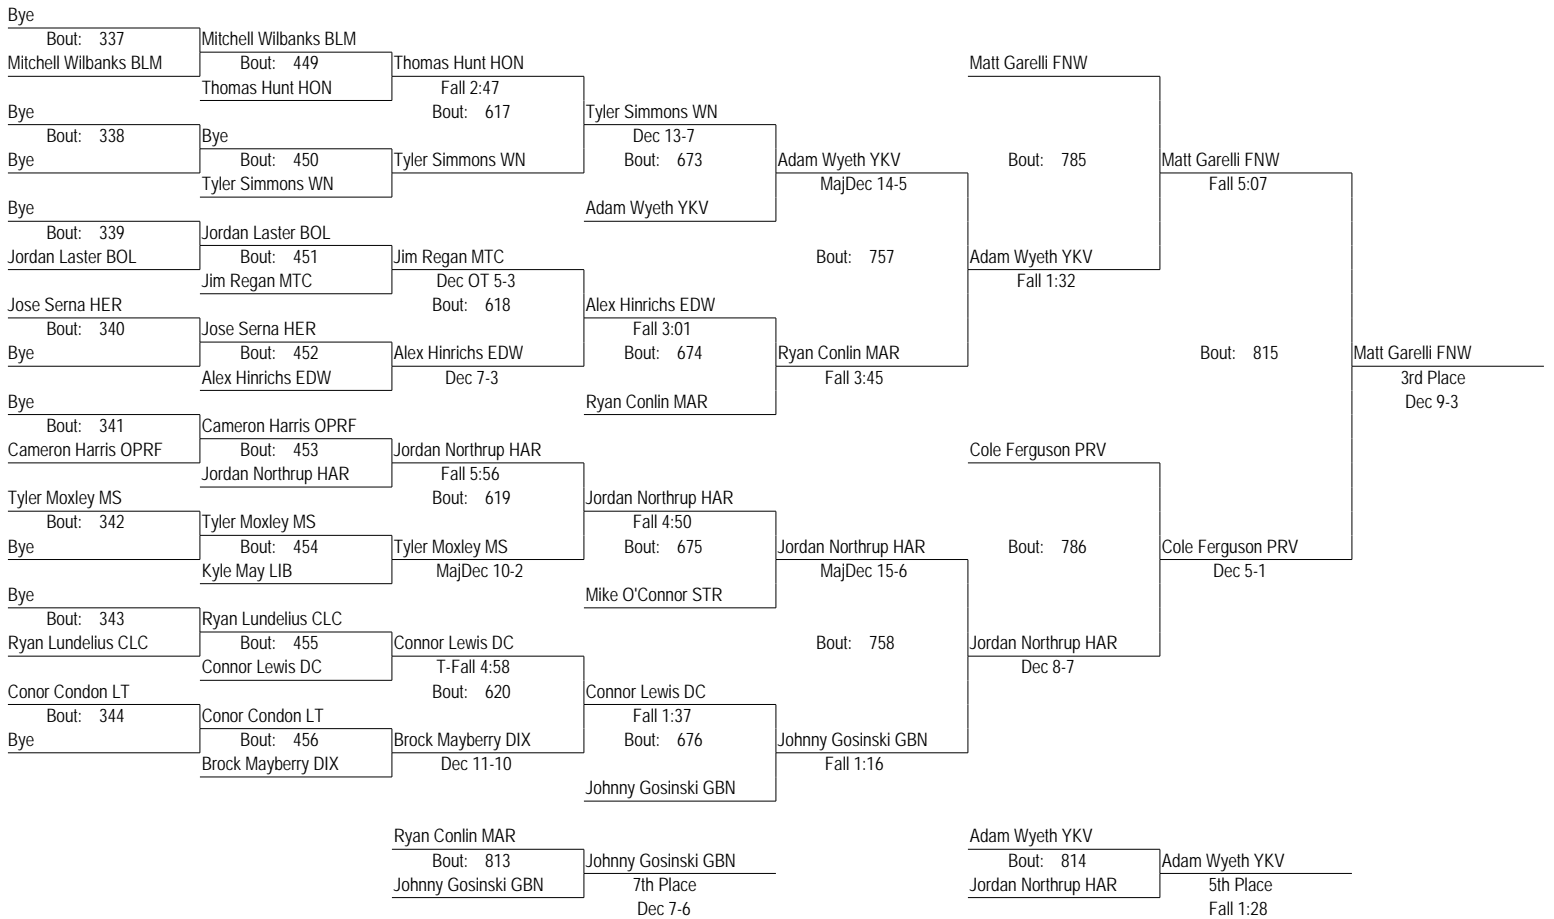 Bye
Bout: 337 Mitchell Wilbanks BLM
Mitchell Wilbanks BLM Bout: 449 Thomas Hunt HON Matt Garelli FNW
Thomas Hunt HON Fall 2:47
Bye Bout: 617 Tyler Simmons WN
Bout: 338 Bye Dec 13-7
Bye Bout: 450 Tyler Simmons WN Bout: 673 Adam Wyeth YKV Bout: 785 Matt Garelli FNW
Tyler Simmons WN MajDec 14-5 Fall 5:07
Bye Adam Wyeth YKV
Bout: 339 Jordan Laster BOL
Jordan Laster BOL Bout: 451 Jim Regan MTC Bout: 757 Adam Wyeth YKV
Jim Regan MTC Dec OT 5-3 Fall 1:32
Jose Serna HER Bout: 618 Alex Hinrichs EDW
Bout: 340 Jose Serna HER Fall 3:01
Bye Bout: 452 Alex Hinrichs EDW Bout: 674 Ryan Conlin MAR Bout: 815 Matt Garelli FNW
Alex Hinrichs EDW Dec 7-3 Fall 3:45 3rd Place
Bye Ryan Conlin MAR Dec 9-3
Bout: 341 Cameron Harris OPRF
Cameron Harris OPRF Bout: 453 Jordan Northrup HAR Cole Ferguson PRV
Jordan Northrup HAR Fall 5:56
Tyler Moxley MS Bout: 619 Jordan Northrup HAR
Bout: 342 Tyler Moxley MS Fall 4:50
Bye Bout: 454 Tyler Moxley MS Bout: 675 Jordan Northrup HAR Bout: 786 Cole Ferguson PRV
Kyle May LIB MajDec 10-2 MajDec 15-6 Dec 5-1
Bye Mike O'Connor STR
Bout: 343 Ryan Lundelius CLC
Ryan Lundelius CLC Bout: 455 Connor Lewis DC Bout: 758 Jordan Northrup HAR
Connor Lewis DC T-Fall 4:58 Dec 8-7
Conor Condon LT Bout: 620 Connor Lewis DC
Bout: 344 Conor Condon LT Fall 1:37
Bye Bout: 456 Brock Mayberry DIX Bout: 676 Johnny Gosinski GBN
Brock Mayberry DIX Dec 11-10 Fall 1:16
Johnny Gosinski GBN
Ryan Conlin MAR Adam Wyeth YKV
Bout: 813 Johnny Gosinski GBN Bout: 814 Adam Wyeth YKV
Johnny Gosinski GBN 7th Place Jordan Northrup HAR 5th Place
Dec 7-6 Fall 1:28